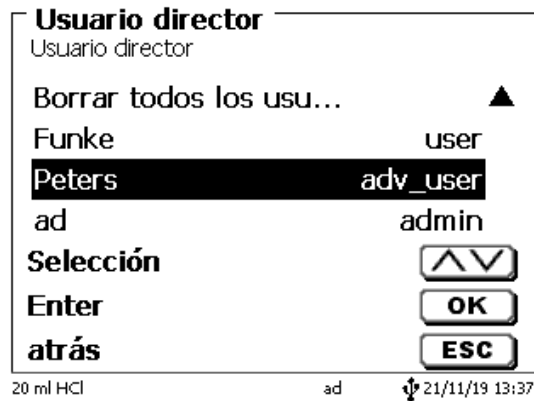 Usuario director
Usuario director
Borrar todos los usu...
Funke user
Peters adv_user
ad admin
Selección
Enter OK
atrás ESC
20 ml HCl ad 21/11/19 13:37